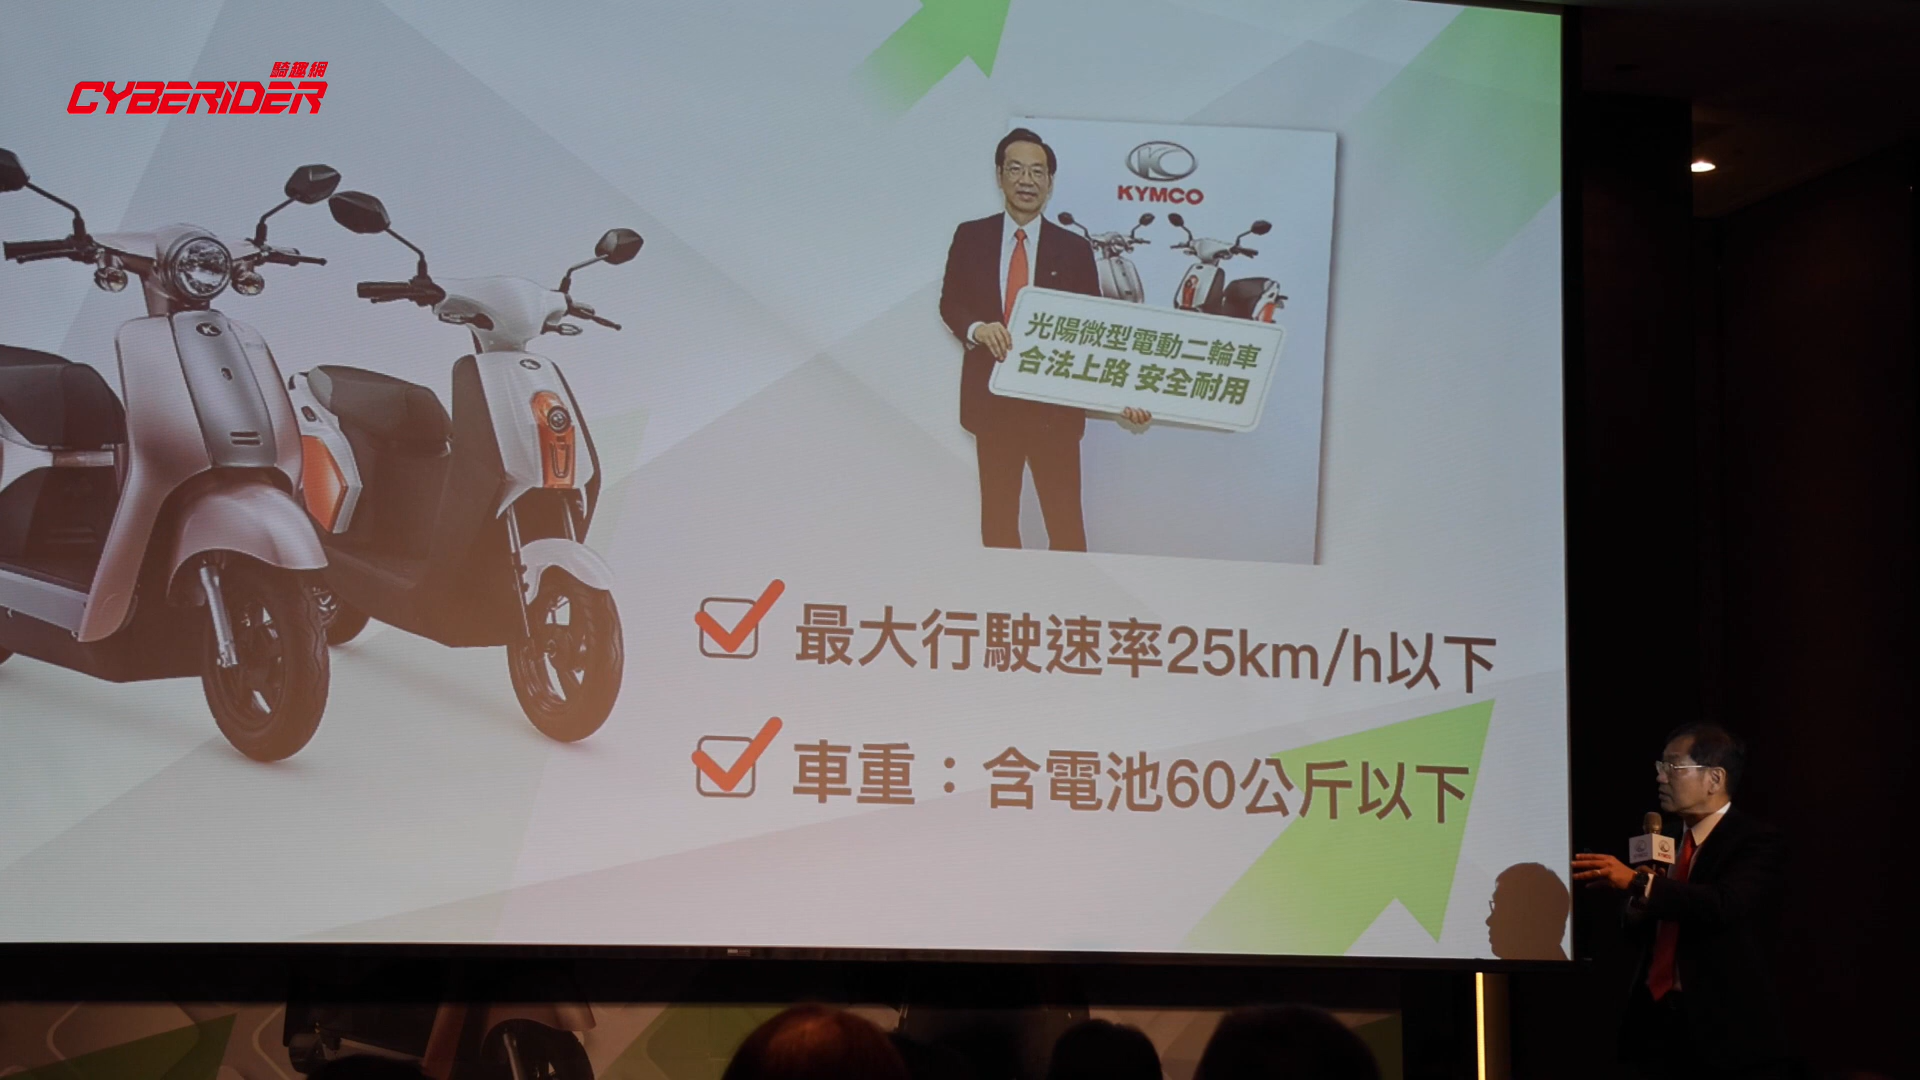 騎趣網
CYBERIDER
KYMCO
光陽微型電動二輪車
合法上路 安全耐用
最大行駛速率25km/h以下
車重：含電池60公斤以下
KYMCO